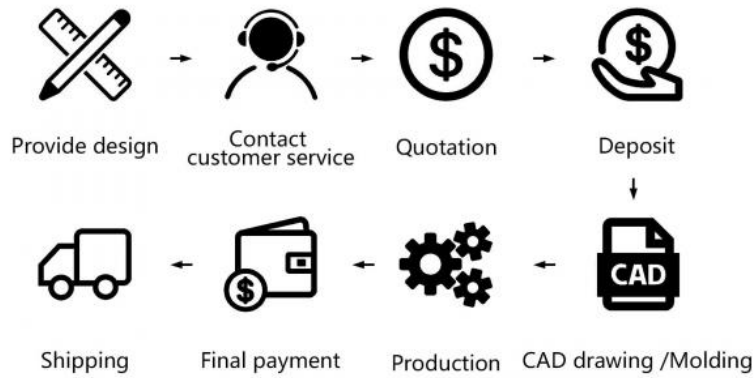 Provide design
Contact
customer service
$
Quotation
$
Deposit
CAD
CAD drawing /Molding
Production
$
Final payment
Shipping